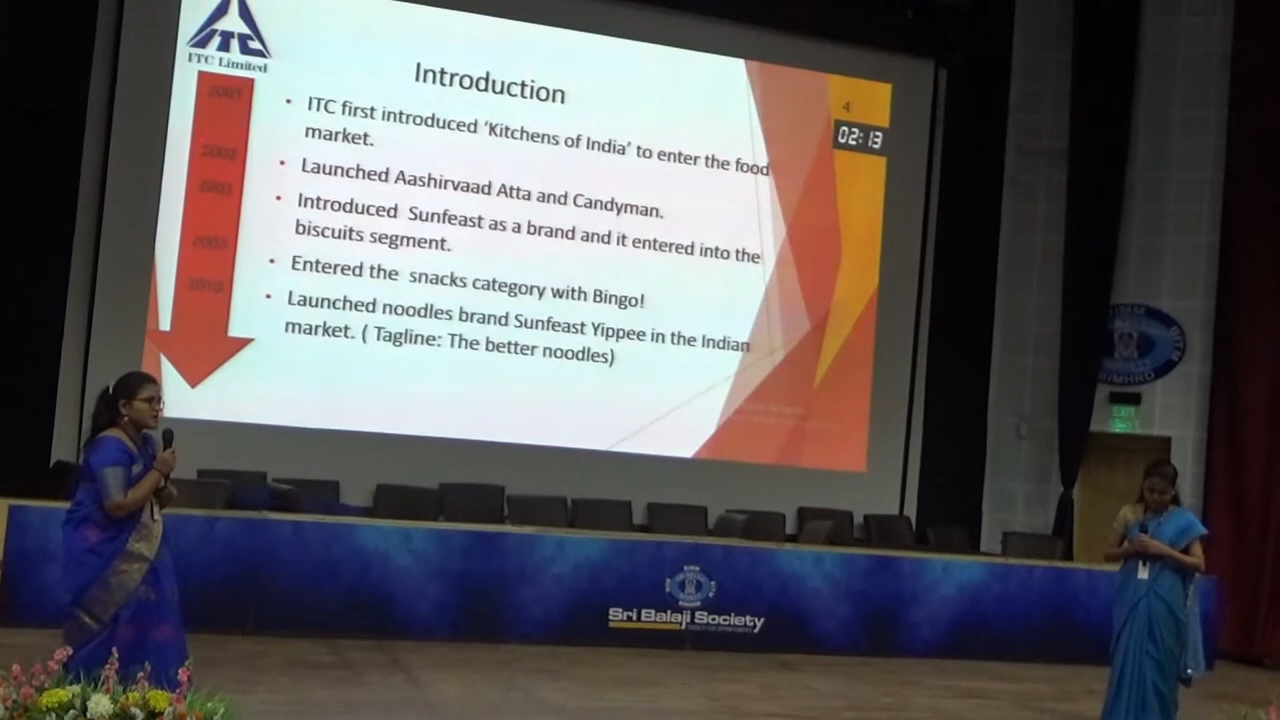 ITC
ITC Limited
Introduction
2001
2002
2003
2010
4
02:13
• ITC first introduced ‘Kitchens of India’ to enter the food
market.
• Launched Aashirvaad Atta and Candyman.
• Introduced Sunfeast as a brand and it entered into the
biscuits segment.
• Entered the snacks category with Bingo!
• Launched noodles brand Sunfeast Yippee in the Indian
market. ( Tagline: The better noodles)
EXIT
Sri Balaji Society